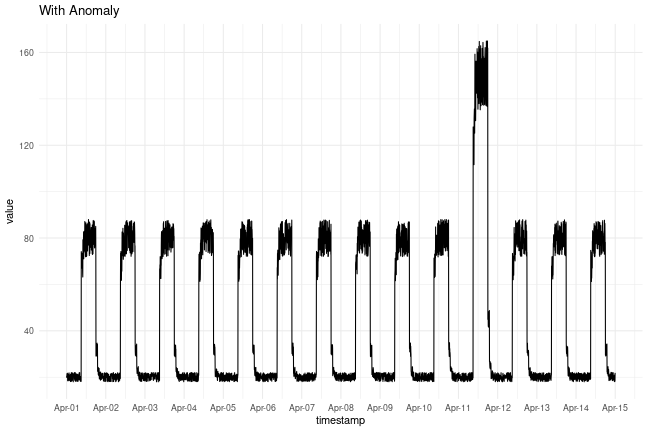 With Anomaly
160
120
80
40
value
Apr-01 Apr-02 Apr-03 Apr-04 Apr-05 Apr-06 Apr-07 Apr-08 Apr-09 Apr-10 Apr-11 Apr-12 Apr-13 Apr-14 Apr-15
timestamp